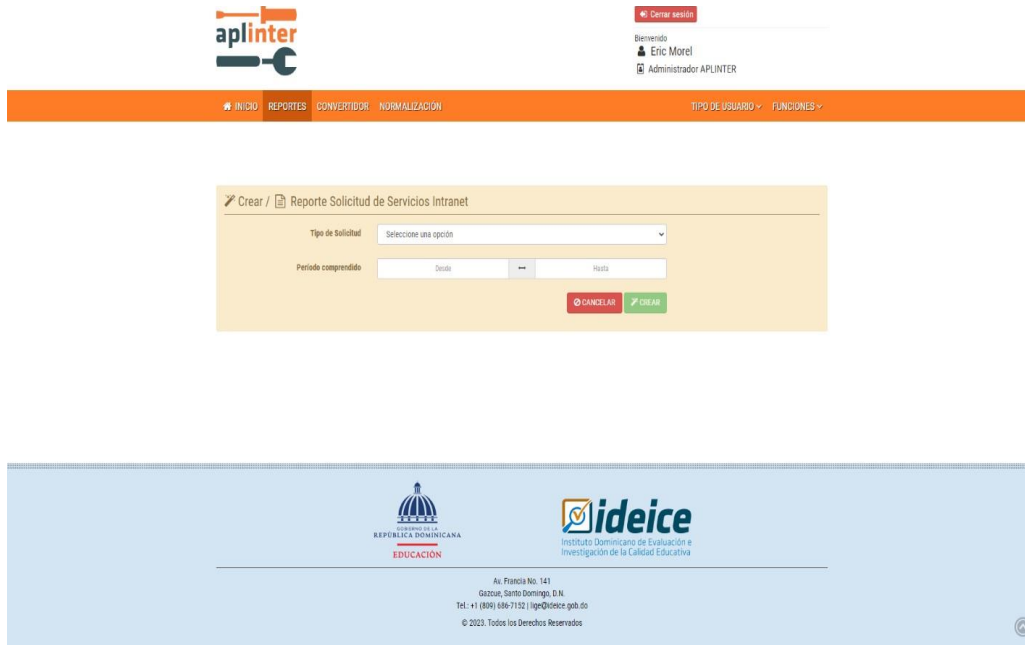 aplinter
Cerrar sesión
Bienvenido
Eric Morel
Administrador APLINTER
INICIO REPORTES CONVERTIDOR NORMALIZACIÓN TIPO DE USUARIO FUNCIONES
Crear / Reporte Solicitud de Servicios Intranet
Tipo de Solicitud Seleccione una opción
Período comprendido Desde Hasta
CANCELAR CREAR
GOBIERNO DE LA
REPÚBLICA DOMINICANA
EDUCACIÓN
ideice
Instituto Dominicano de Evaluación e
Investigación de la Calidad Educativa
Av. Francia No. 141
Gazcue, Santo Domingo, D.N.
Tel.: +1 (809) 686-7152 | lige@ideice.gob.do
© 2023. Todos los Derechos Reservados